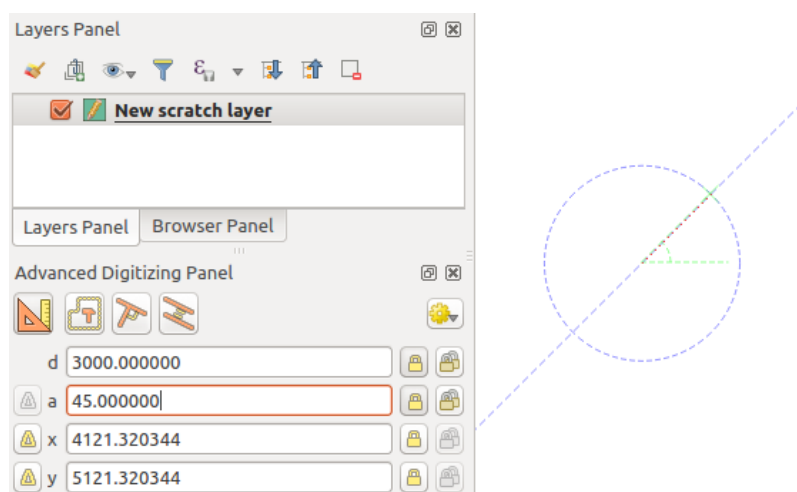 Layers Panel
New scratch layer
Layers Panel Browser Panel
Advanced Digitizing Panel
d 3000.000000
a 45.000000
x 4121.320344
y 5121.320344